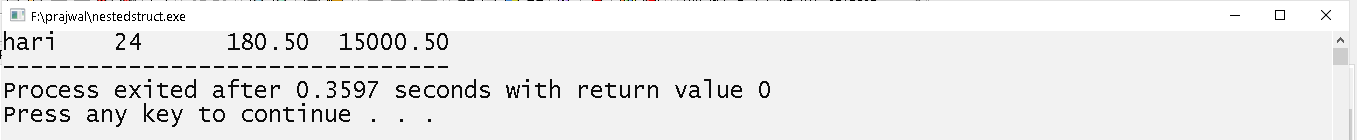 F:\prajwal\nestedstruct.exe
hari    24      180.50  15000.50
--------------------------------
Process exited after 0.3597 seconds with return value 0
Press any key to continue . . .